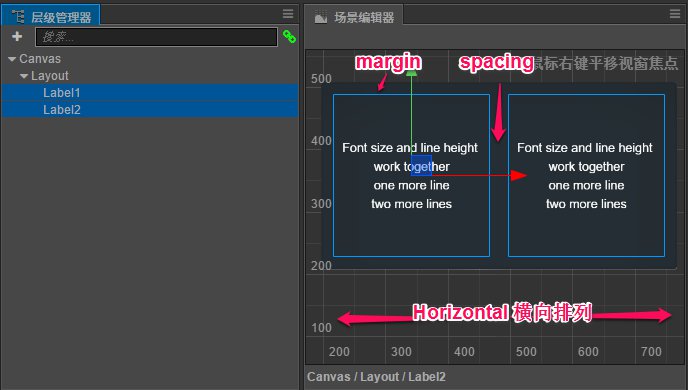 层级管理器
搜索...
Canvas
Layout
Label1
Label2
场景编辑器
margin
spacing
鼠标右键平移视窗焦点
500
400
300
200
100
Font size and line height
work together
one more line
two more lines
Font size and line height
work together
one more line
two more lines
Horizontal 横向排列
200
300
400
500
600
700
Canvas / Layout / Label2